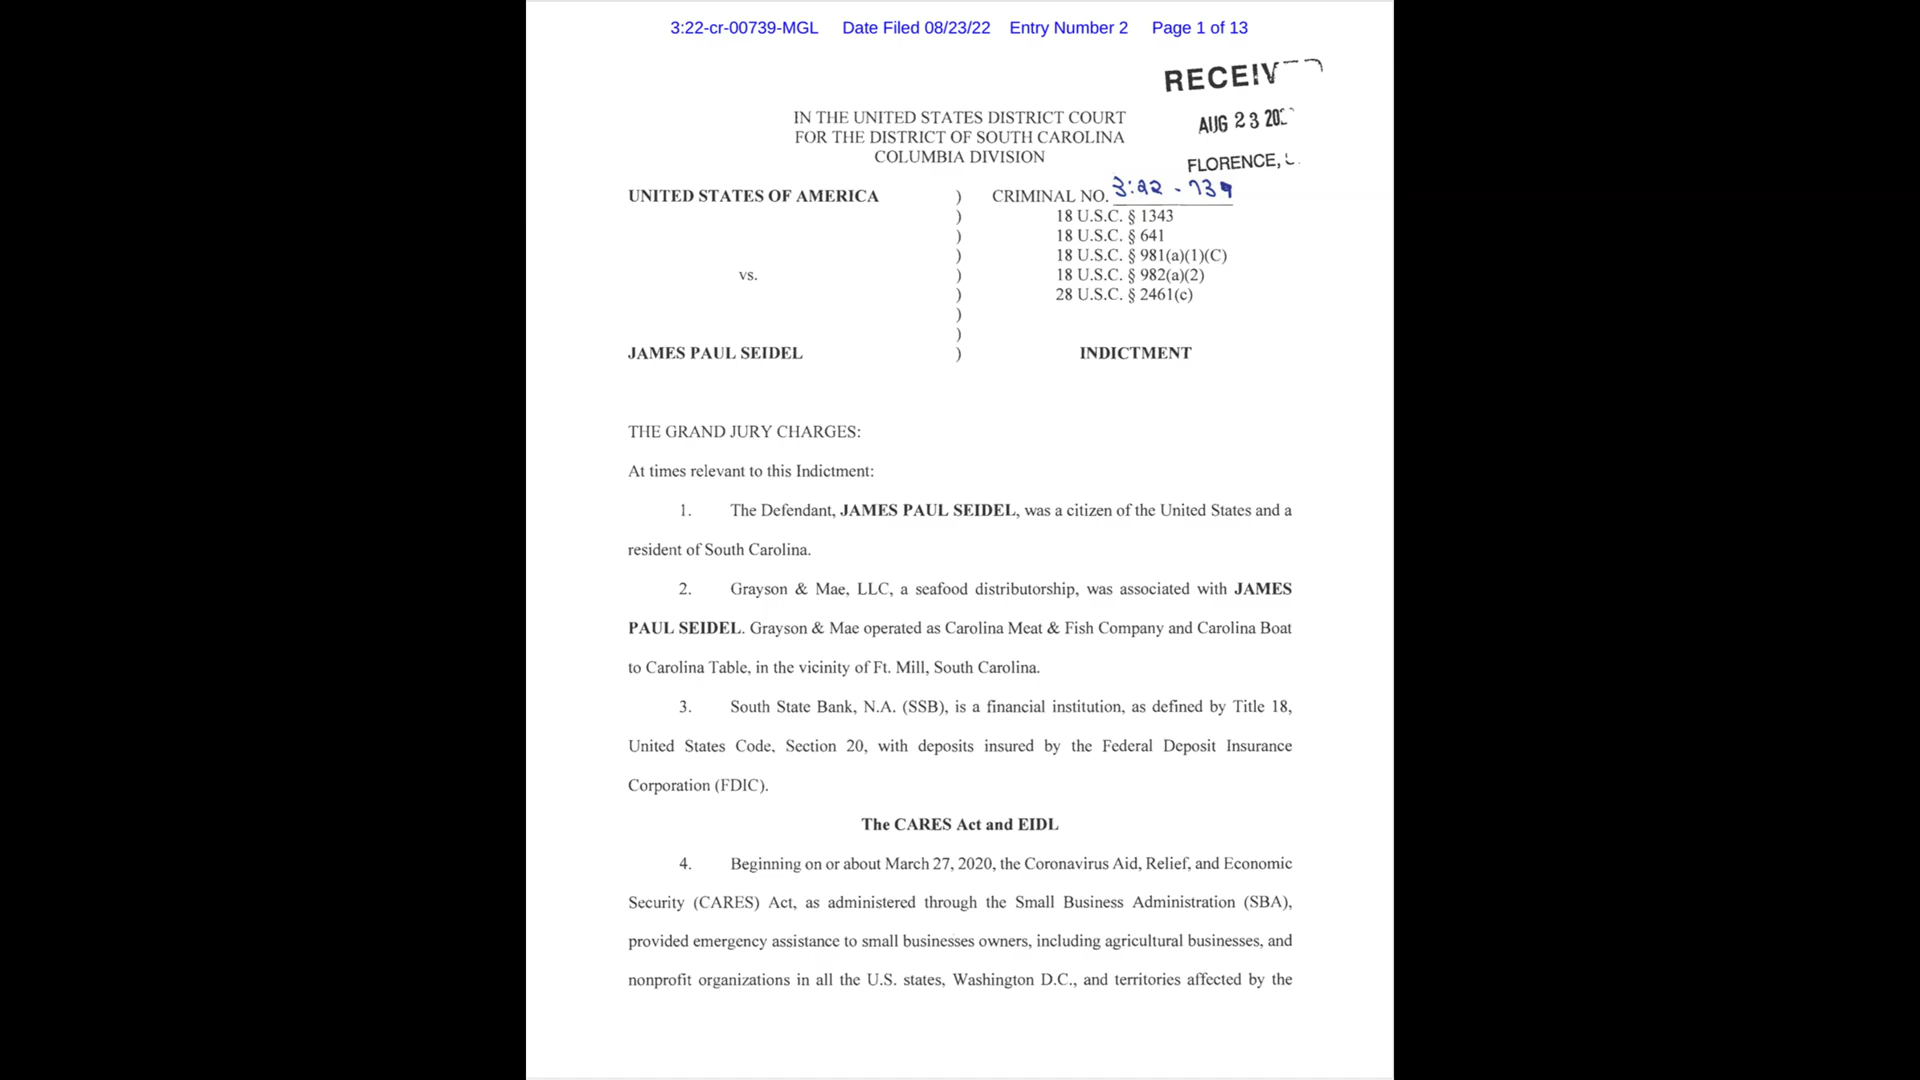 3:22-cr-00739-MGL Date Filed 08/23/22 Entry Number 2 Page 1 of 13
AUG 23
FLORENCE,
IN THE UNITED STATES DISTRICT COURT
FOR THE DISTRICT OF SOUTH CAROLINA
COLUMBIA DIVISION
UNITED STATES OF AMERICA ) CRIMINAL NO. 3:22-739
) 18 U.S.C. § 1343
) 18 U.S.C. § 641
) 18 U.S.C. § 981(a)(1)(C)
vs. ) 18 U.S.C. § 982(a)(2)
) 28 U.S.C. § 2461(c)
)
)
JAMES PAUL SEIDEL ) INDICTMENT
THE GRAND JURY CHARGES:
At times relevant to this Indictment:
1. The Defendant, JAMES PAUL SEIDEL, was a citizen of the United States and a
resident of South Carolina.
2. Grayson & Mae, LLC, a seafood distributorship, was associated with JAMES
PAUL SEIDEL. Grayson & Mae operated as Carolina Meat & Fish Company and Carolina Boat
to Carolina Table, in the vicinity of Ft. Mill, South Carolina.
3. South State Bank, N.A. (SSB), is a financial institution, as defined by Title 18,
United States Code, Section 20, with deposits insured by the Federal Deposit Insurance
Corporation (FDIC).
The CARES Act and EIDL
4. Beginning on or about March 27, 2020, the Coronavirus Aid, Relief, and Economic
Security (CARES) Act, as administered through the Small Business Administration (SBA),
provided emergency assistance to small businesses owners, including agricultural businesses, and
nonprofit organizations in all the U.S. states, Washington D.C., and territories affected by the